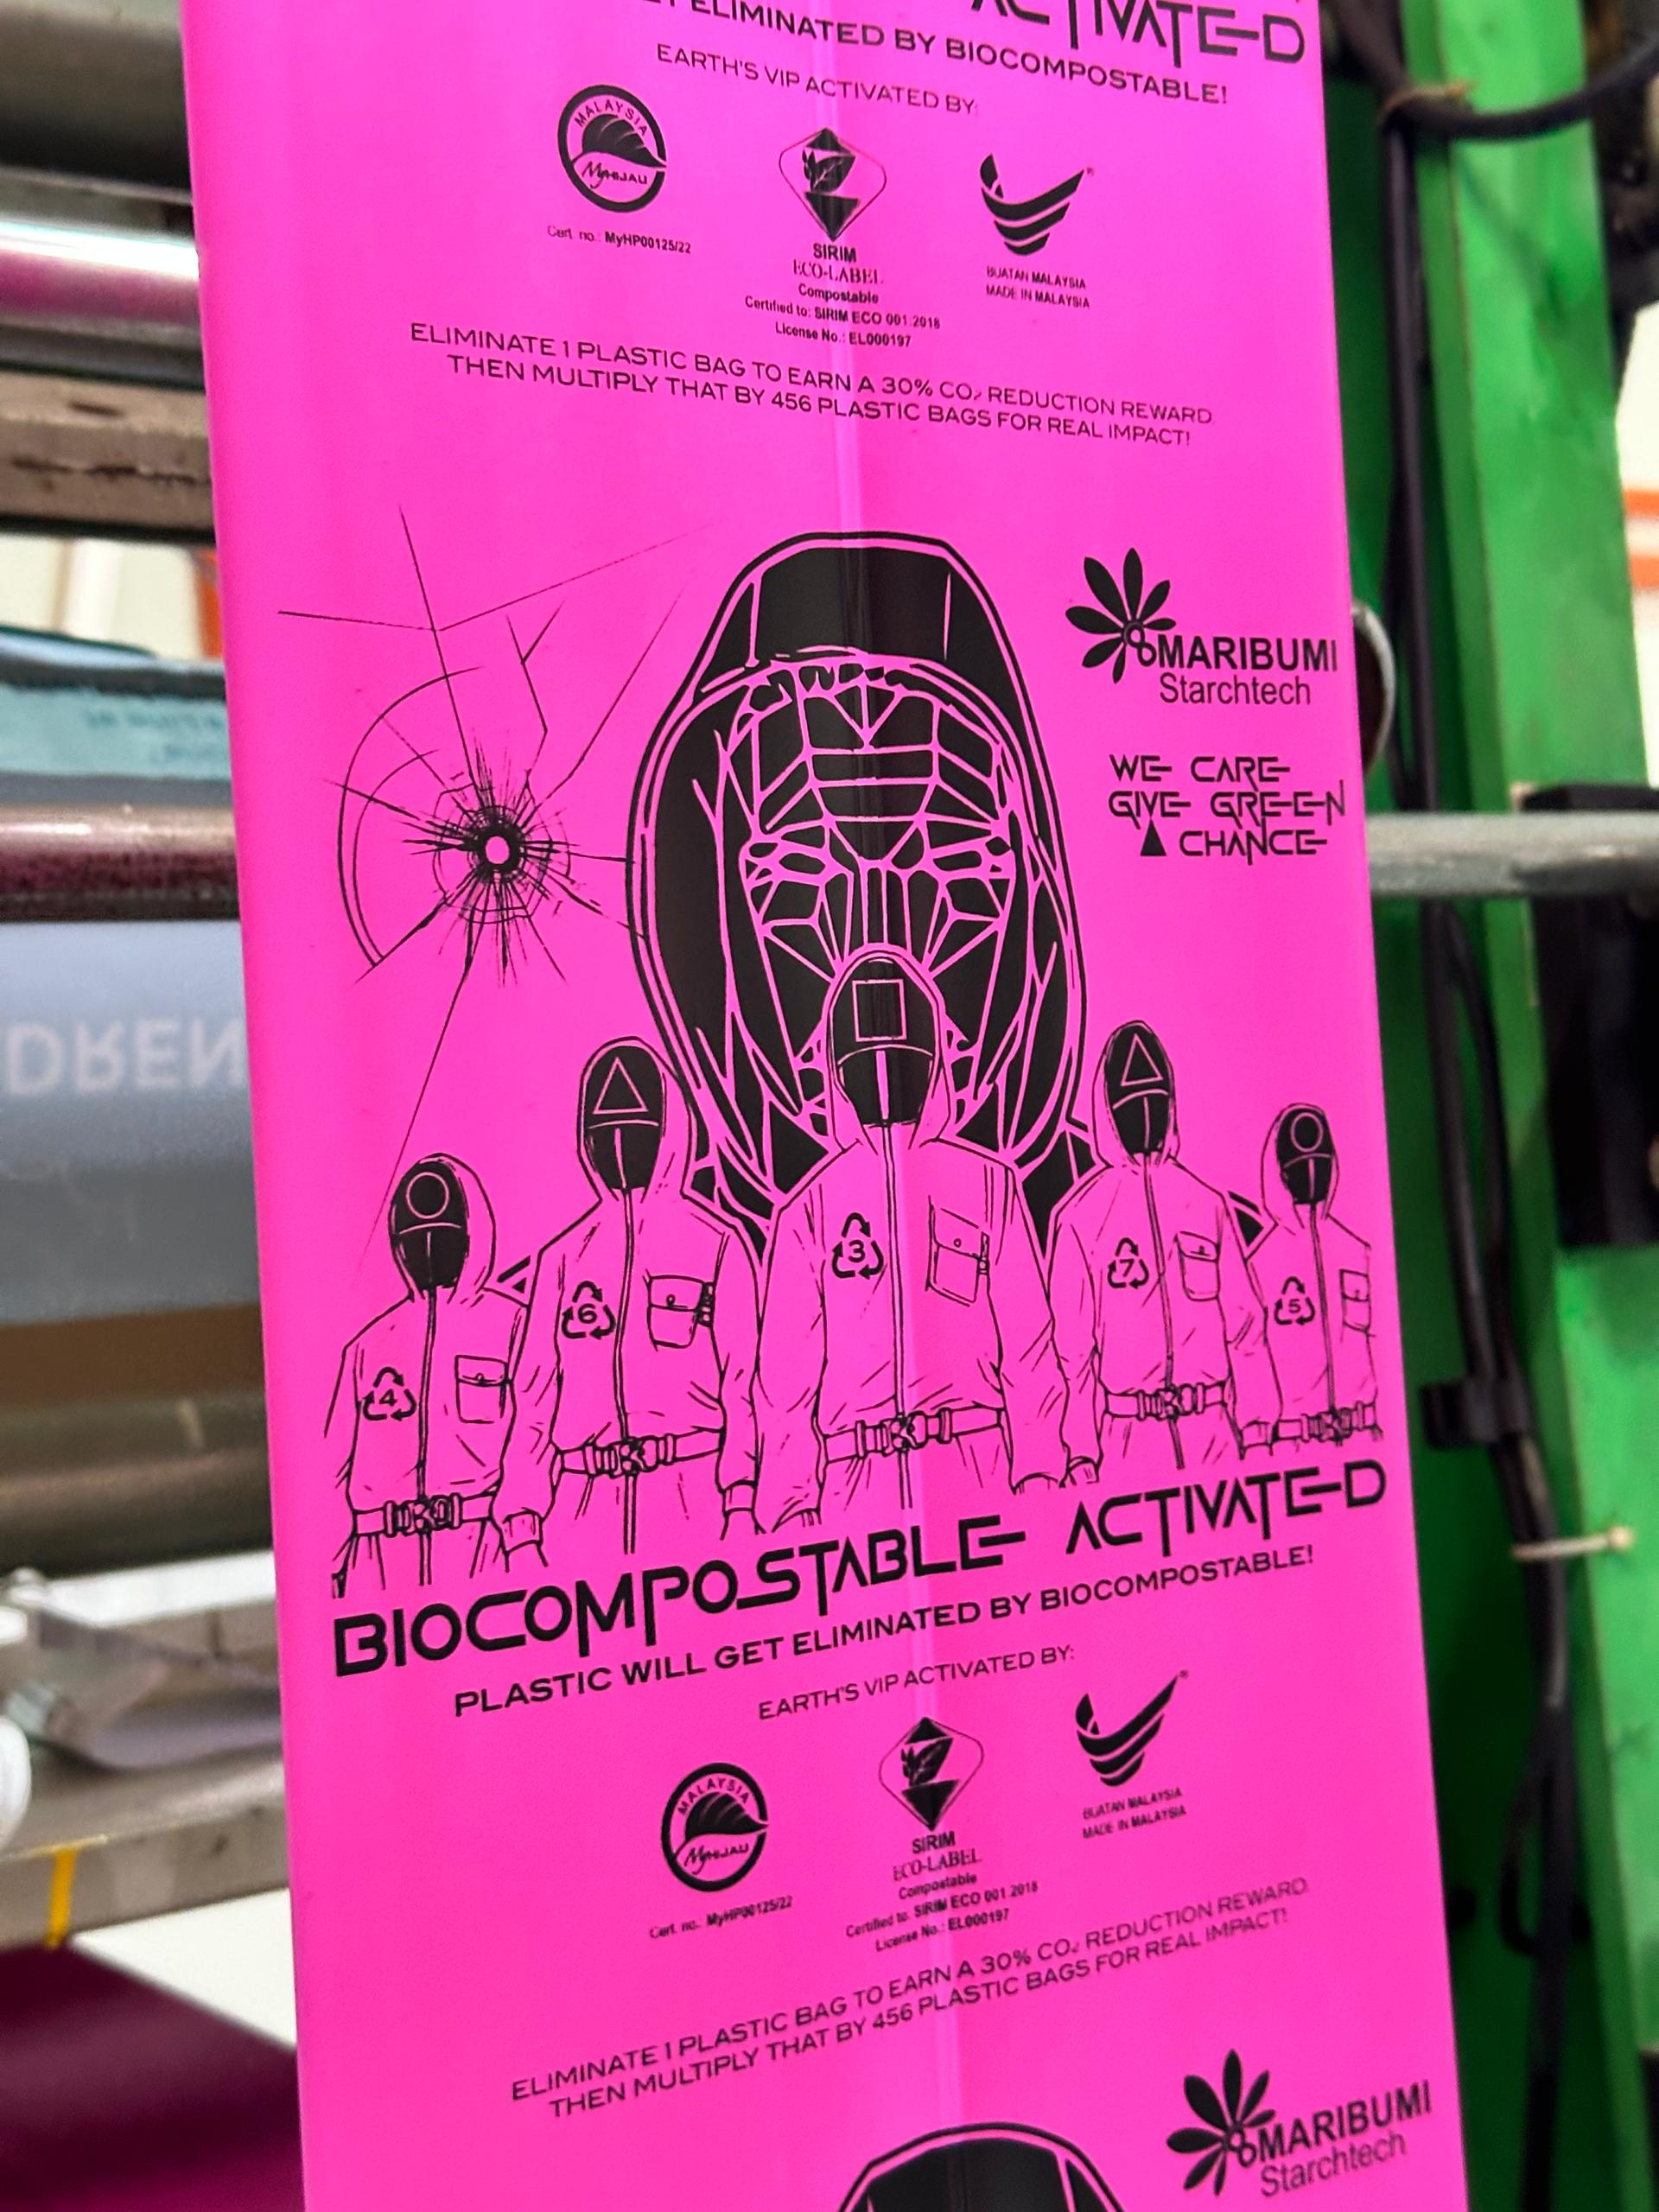 ACTIVATED
ELIMINATED BY BIOCOMPOSTABLE!
EARTH'S VIP ACTIVATED BY:
MALAYSIA
MyHIJAU
Cert. no.: MyHP00125/22
SIRIM
ECO-LABEL
Compostable
Certified to: SIRIM ECO 001:2018
License No.: EL000197
®
BUATAN MALAYSIA
MADE IN MALAYSIA
ELIMINATE 1 PLASTIC BAG TO EARN A 30% CO₂ REDUCTION REWARD
THEN MULTIPLY THAT BY 456 PLASTIC BAGS FOR REAL IMPACT!
MARIBUMI
Starchtech
WE CARE
GIVE GREEN
A CHANCE
DREN
4
6
3
7
5
BIOCOMPOSTABLE ACTIVATED
PLASTIC WILL GET ELIMINATED BY BIOCOMPOSTABLE!
EARTH'S VIP ACTIVATED BY:
MALAYSIA
MyHIJAU
Cert. no.: MyHP00125/22
SIRIM
ECO-LABEL
Compostable
Certified to: SIRIM ECO 001:2018
License No.: EL000197
®
BUATAN MALAYSIA
MADE IN MALAYSIA
ELIMINATE 1 PLASTIC BAG TO EARN A 30% CO₂ REDUCTION REWARD
THEN MULTIPLY THAT BY 456 PLASTIC BAGS FOR REAL IMPACT!
MARIBUMI
Starchtech